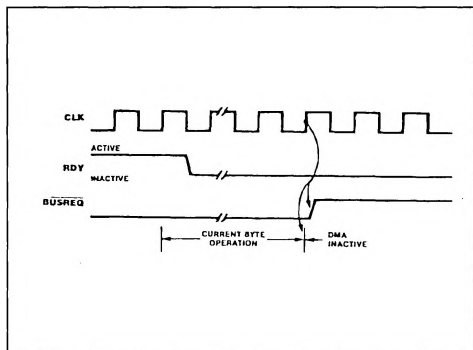 CLK
ACTIVE
RDY
INACTIVE
BUSREQ
CURRENT BYTE
OPERATION
DMA
INACTIVE